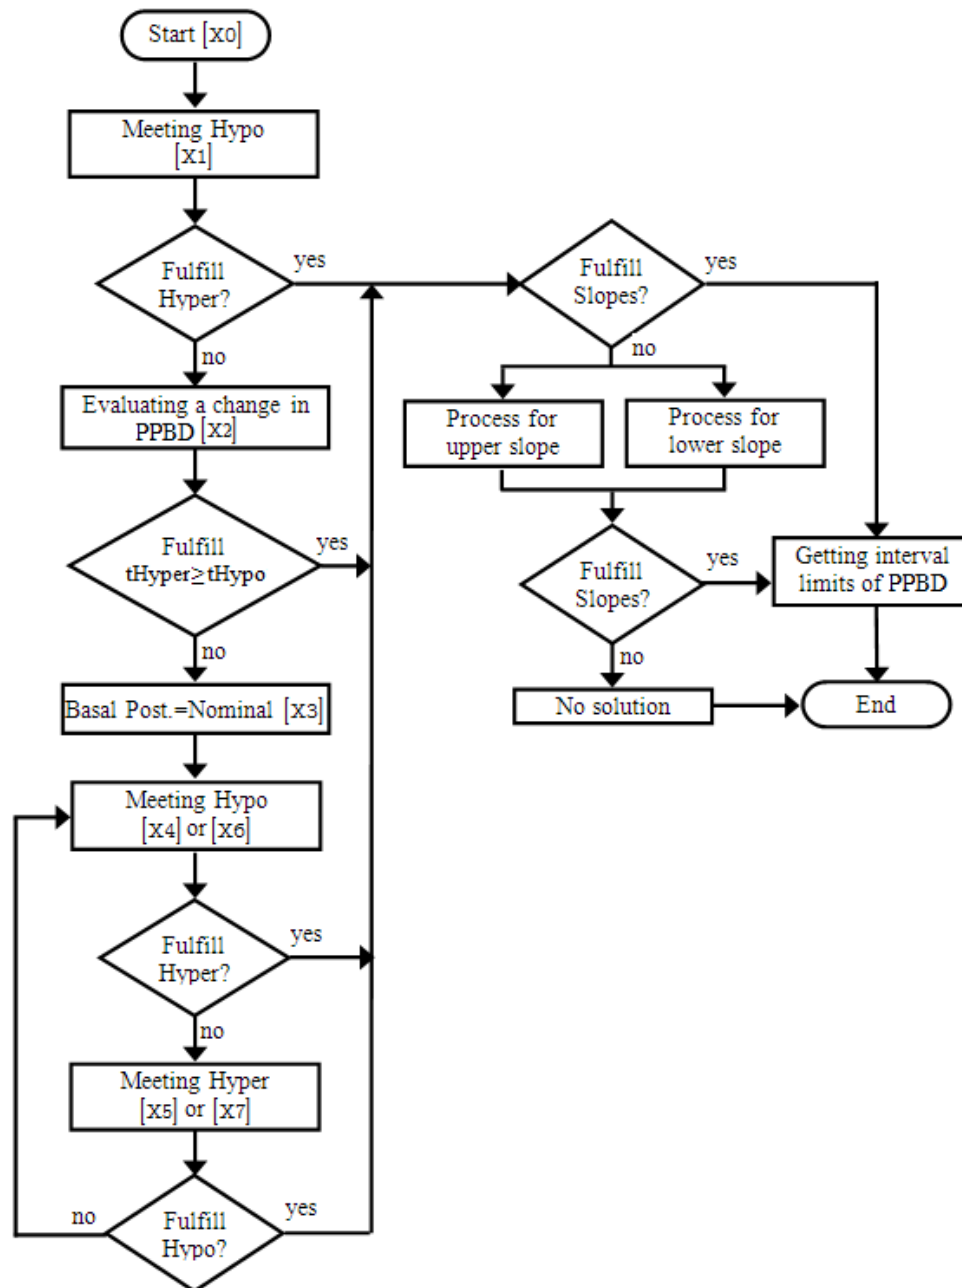 Start [X0]
Meeting Hypo
[X1]
Fulfill
Hyper?
yes
no
Evaluating a change in
PPBD [X2]
Fulfill
tHyper≥tHypo
yes
no
Basal Post.=Nominal [X3]
Meeting Hypo
[X4] or [X6]
Fulfill
Hyper?
yes
no
Meeting Hyper
[X5] or [X7]
Fulfill
Hypo?
no
yes
Fulfill
Slopes?
yes
no
Process for
upper slope
Process for
lower slope
Fulfill
Slopes?
yes
no
Getting interval
limits of PPBD
No solution
End